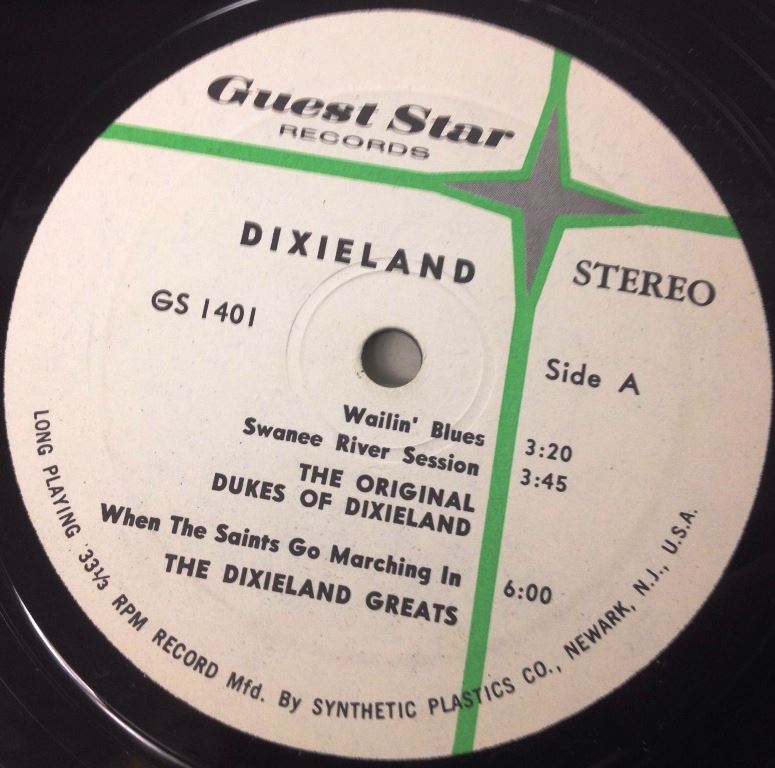 Guest Star
RECORDS
DIXIELAND
STEREO
GS 1401
Side A
Wailin' Blues 3:20
Swanee River Session 3:45
THE ORIGINAL
DUKES OF DIXIELAND
When The Saints Go Marching In 6:00
THE DIXIELAND GREATS
LONG PLAYING 33⅓ RPM RECORD Mfd. By SYNTHETIC PLASTICS CO., NEWARK, N.J., U.S.A.